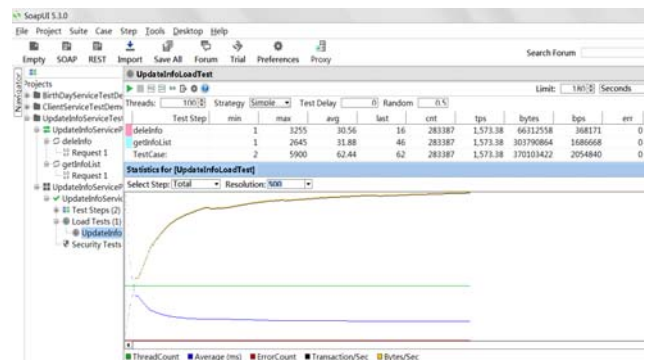 SoapUI 5.3.0
File Project Suite Case Step Tools Desktop Help
Empty SOAP REST Import Save All Forum Trial Preferences Proxy
Search Forum
Navigator
Projects
BirthDayServiceTestDe
ClientServiceTestDem
UpdateInfoServiceTest
UpdateInfoServiceP
deleInfo
Request 1
getInfoList
Request 1
UpdateInfoServiceP
UpdateInfoServic
Test Steps (2)
Load Tests (1)
UpdateInfo
Security Tests
UpdateInfoLoadTest
Limit: 180 Seconds
Threads: 100 Strategy Simple Test Delay 0 Random 0.5
Test Step min max avg last cnt tps bytes bps err
deleInfo 1 3255 30.56 16 283387 1,573.38 66312558 368171 0
getInfoList 1 2645 31.88 46 283387 1,573.38 303790864 1686668 0
TestCase: 2 5900 62.44 62 283387 1,573.38 370103422 2054840 0
Statistics for [UpdateInfoLoadTest]
Select Step: Total Resolution: 500
ThreadCount Average (ms) ErrorCount Transaction/Sec Bytes/Sec